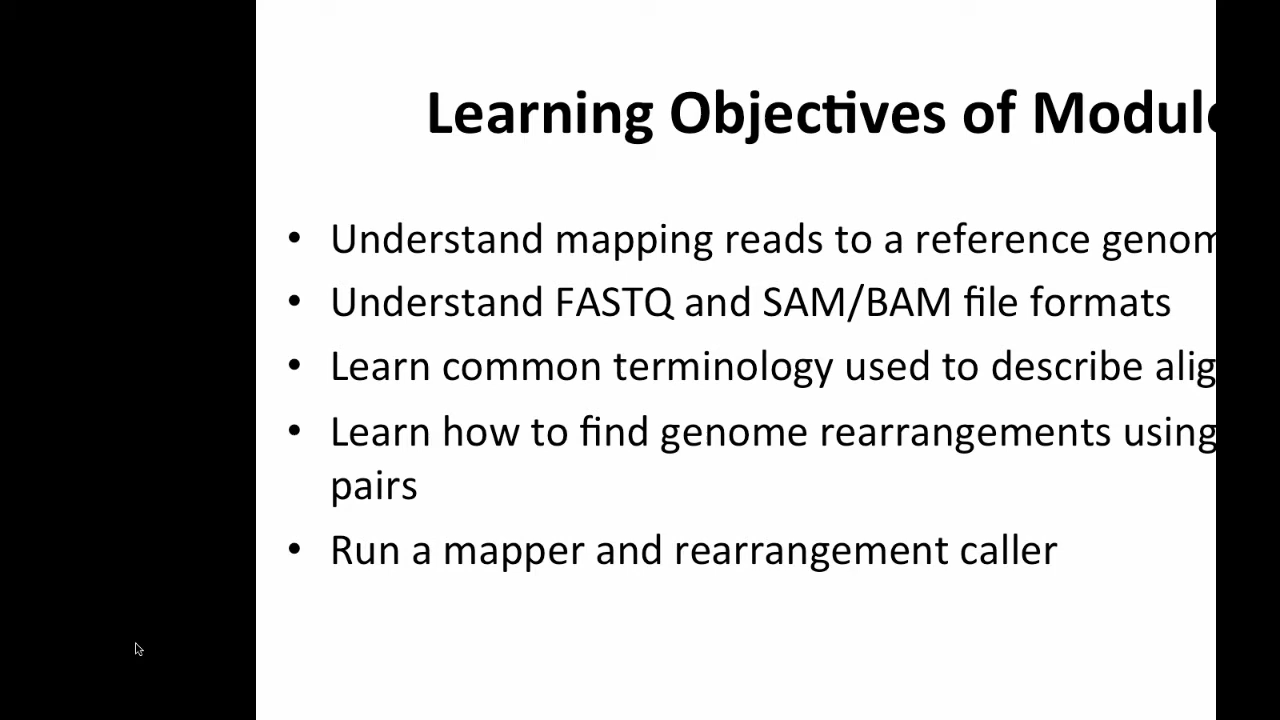 Learning Objectives of Module
• Understand mapping reads to a reference genom
• Understand FASTQ and SAM/BAM file formats
• Learn common terminology used to describe alig
• Learn how to find genome rearrangements using
pairs
• Run a mapper and rearrangement caller